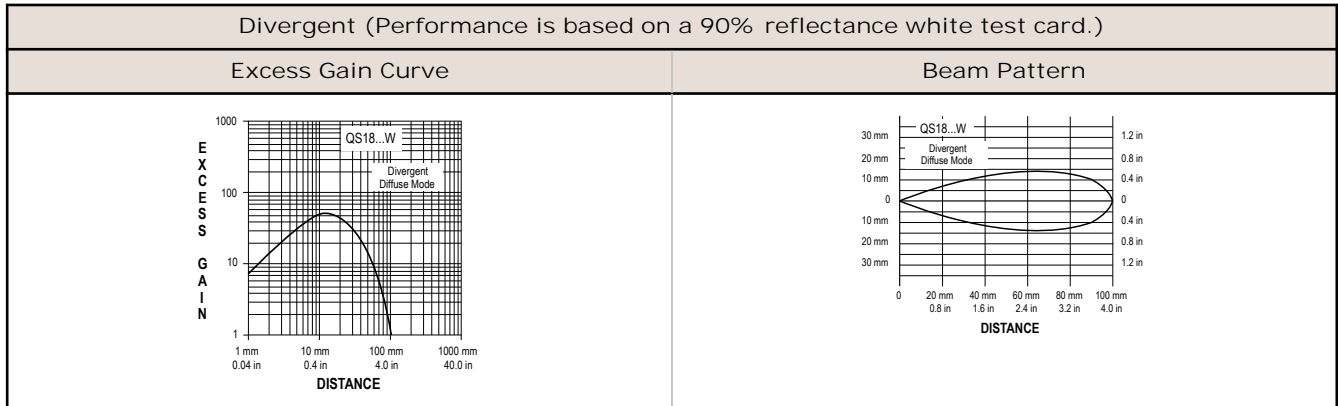 Divergent (Performance is based on a 90% reflectance white test card.)
Excess Gain Curve
Beam Pattern
1000
100
10
1
E
X
C
E
S
S
G
A
I
N
QS18...W
Divergent
Diffuse Mode
1 mm 10 mm 100 mm 1000 mm
0.04 in 0.4 in 4.0 in 40.0 in
DISTANCE
30 mm
20 mm
10 mm
0
10 mm
20 mm
30 mm
QS18...W
Divergent
Diffuse Mode
1.2 in
0.8 in
0.4 in
0
0.4 in
0.8 in
1.2 in
0 20 mm 40 mm 60 mm 80 mm 100 mm
0.8 in 1.6 in 2.4 in 3.2 in 4.0 in
DISTANCE